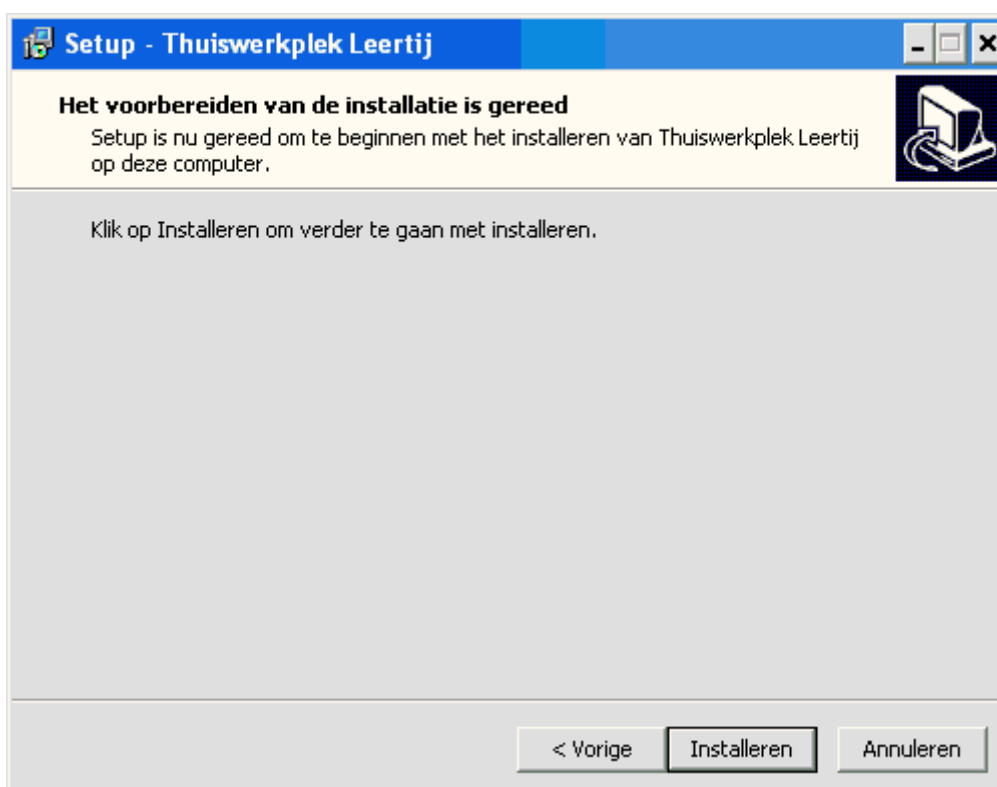 Setup - Thuiswerkplek Leertij
Het voorbereiden van de installatie is gereed
Setup is nu gereed om te beginnen met het installeren van Thuiswerkplek Leertij
op deze computer.
Klik op Installeren om verder te gaan met installeren.
< Vorige
Installeren
Annuleren